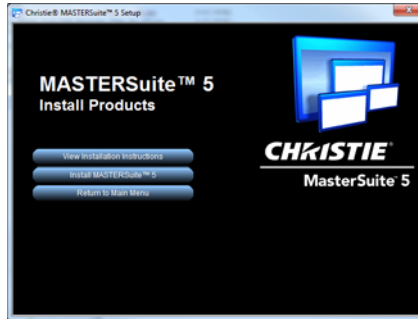 Christie® MASTERSuite™ 5 Setup
MASTERSuite™ 5
Install Products
View Installation Instructions
Install MASTERSuite™ 5
Return to Main Menu
CHRISTIE®
MasterSuite™ 5